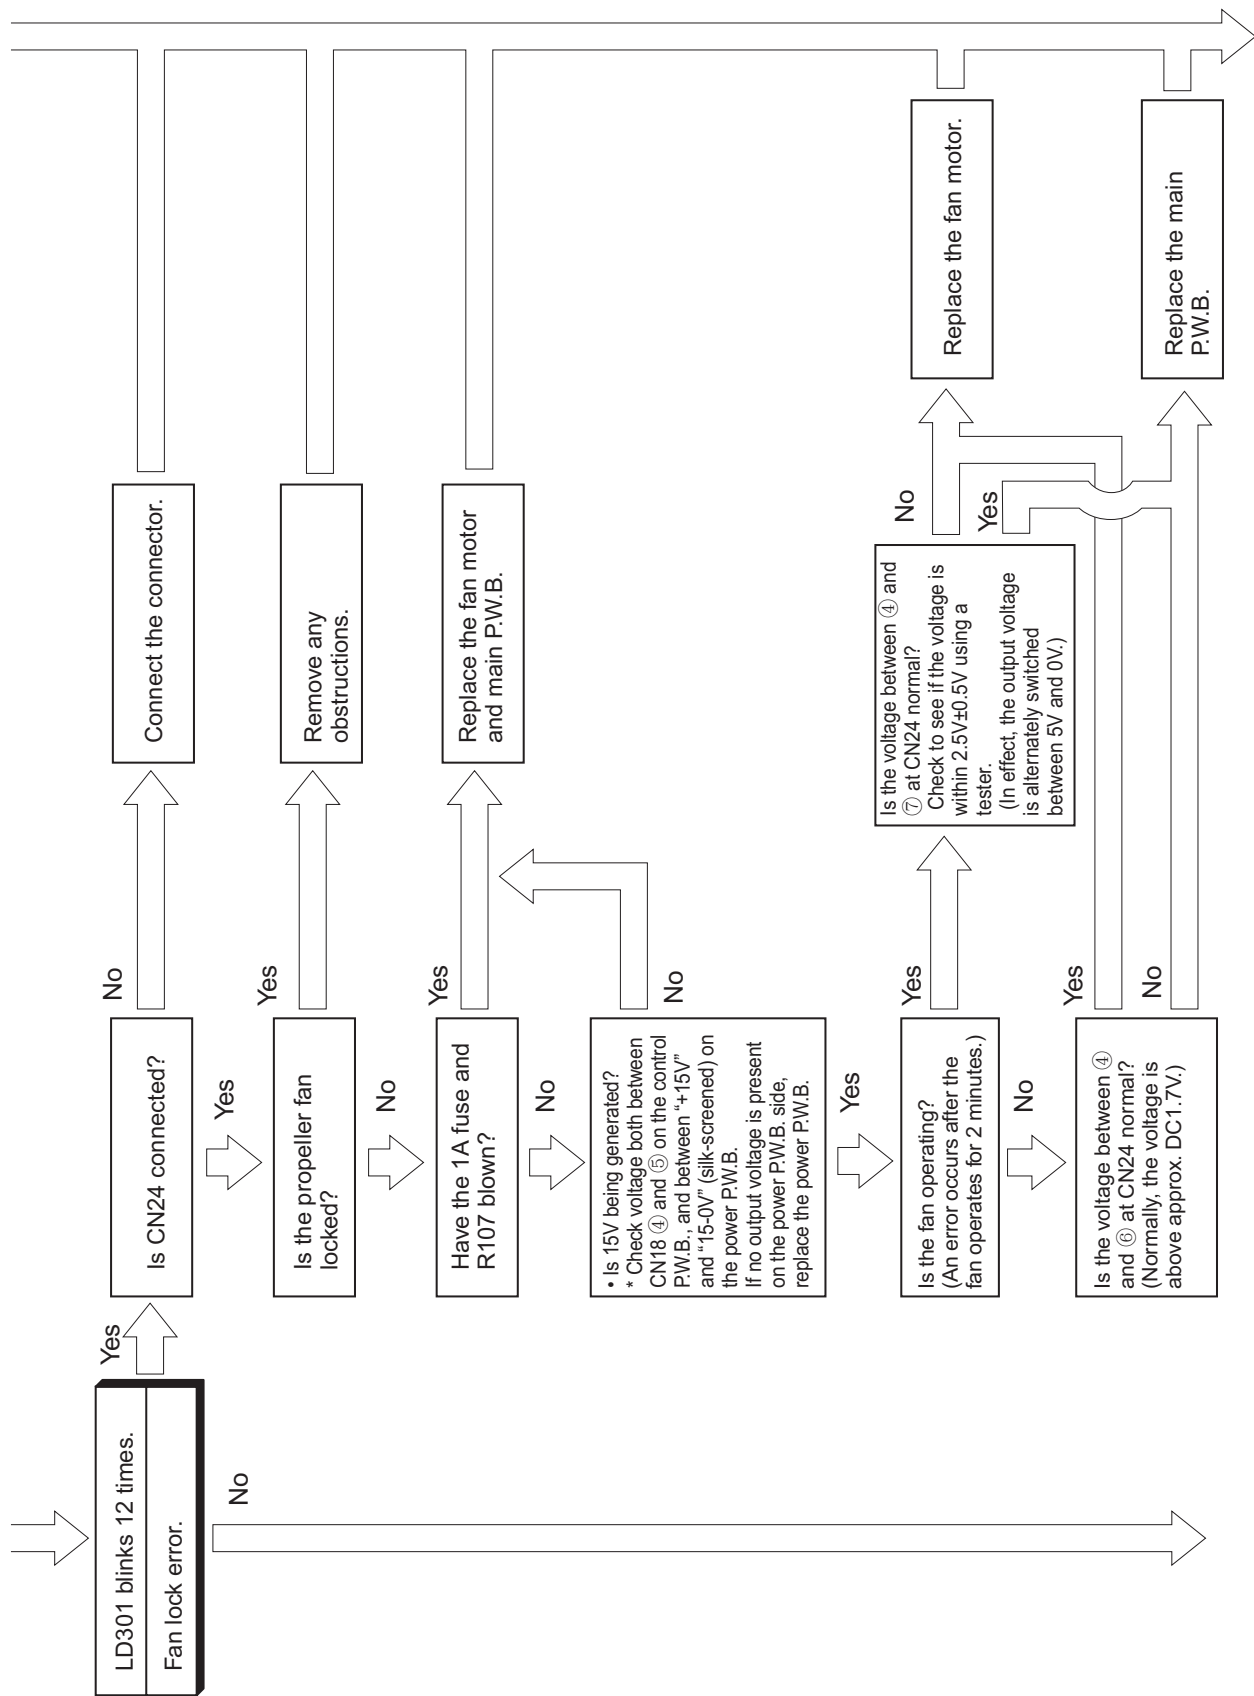 LD301 blinks 12 times.
Fan lock error.
Yes
No
Is CN24 connected?
No
Connect the connector.
Yes
Is the propeller fan
locked?
Yes
Remove any
obstructions.
No
Have the 1A fuse and
R107 blown?
Yes
Replace the fan motor
and main P.W.B.
No
• Is 15V being generated?
* Check voltage both between
CN18 ④ and ⑤ on the control
P.W.B., and between “+15V”
and “15-0V” (silk-screened) on
the power P.W.B.
If no output voltage is present
on the power P.W.B. side,
replace the power P.W.B.
No
Yes
Is the fan operating?
(An error occurs after the
fan operates for 2 minutes.)
Yes
Is the voltage between ④ and
⑦ at CN24 normal?
Check to see if the voltage is
within 2.5V±0.5V using a
tester.
(In effect, the output voltage
is alternately switched
between 5V and 0V.)
No
Yes
Replace the fan motor.
No
Is the voltage between ④
and ⑥ at CN24 normal?
(Normally, the voltage is
above approx. DC1.7V.)
Yes
No
Replace the main
P.W.B.